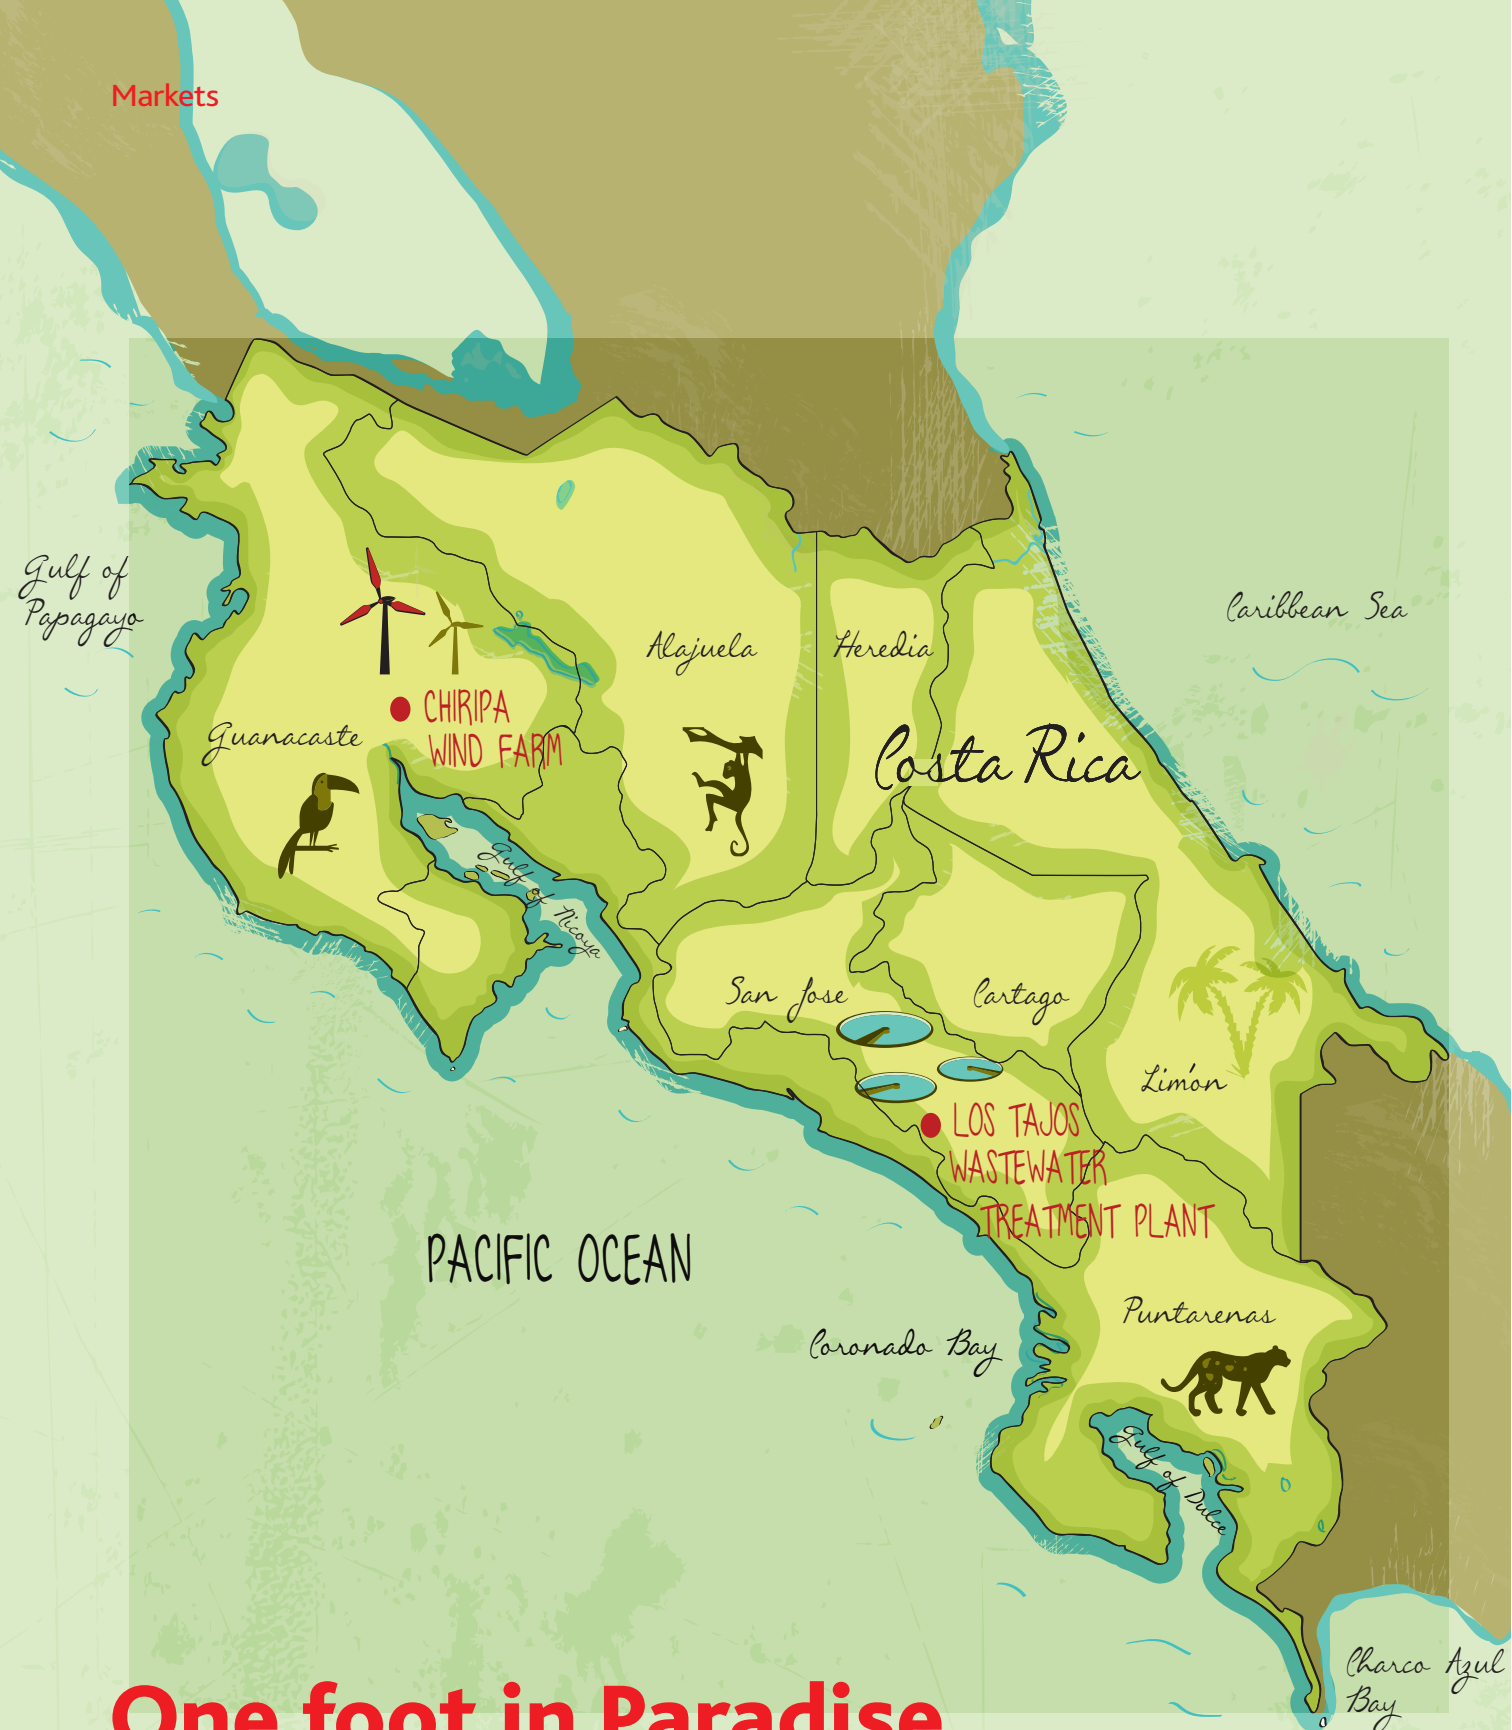 Markets
Gulf of
Papagayo
Caribbean Sea
Alajuela
Heredia
CHIRIPA
WIND FARM
Guanacaste
Costa Rica
Gulf of Nicoya
San Jose
Cartago
Limón
LOS TAJOS
WASTEWATER
TREATMENT PLANT
PACIFIC OCEAN
Puntarenas
Coronado Bay
Gulf of Dulce
Charco Azul
Bay
One foot in Paradise